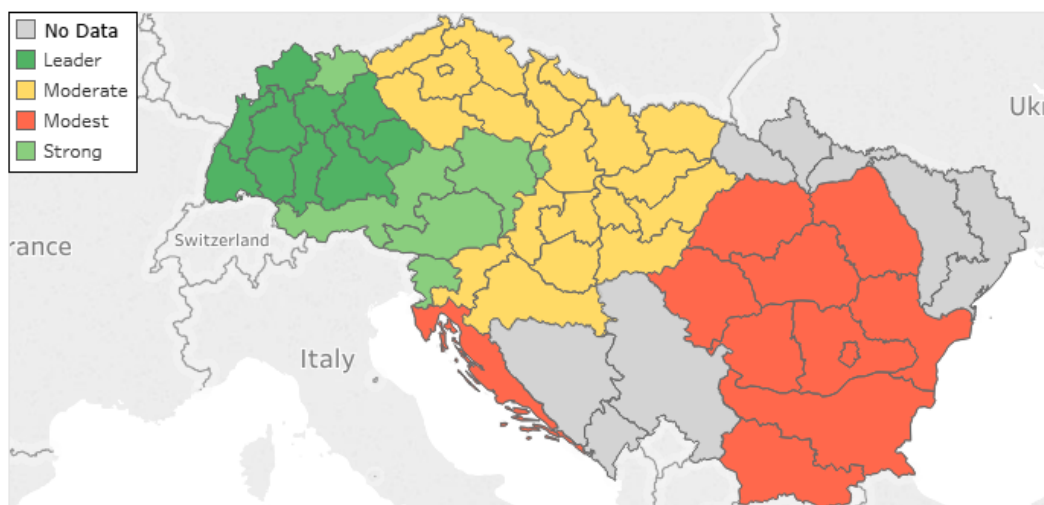 No Data
Leader
Moderate
Modest
Strong
Ukr
Switzerland
rance
Italy